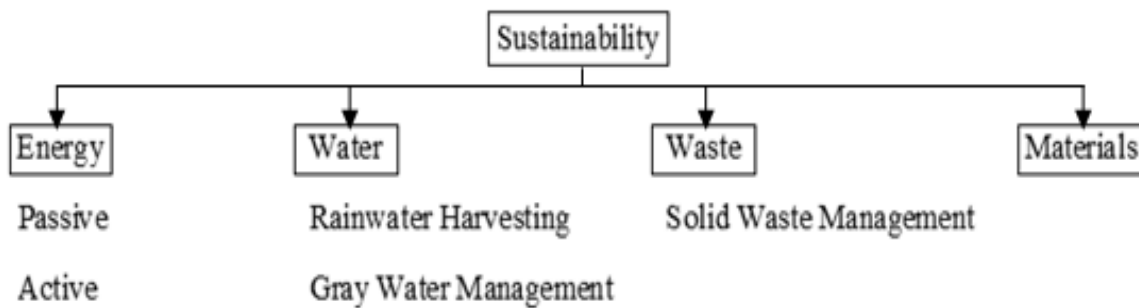 Sustainability
Energy
Water
Waste
Materials
Passive
Rainwater Harvesting
Solid Waste Management
Active
Gray Water Management